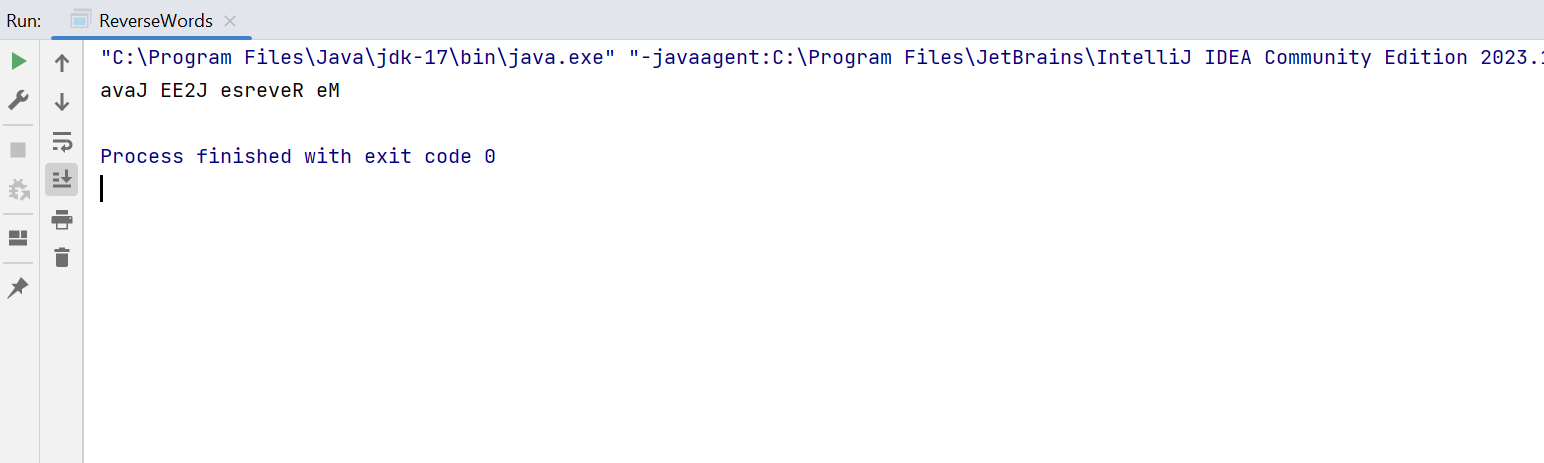 Run: ReverseWords
"C:\Program Files\Java\jdk-17\bin\java.exe" "-javaagent:C:\Program Files\JetBrains\IntelliJ IDEA Community Edition 2023.1
avaJ EE2J esreveR eM
Process finished with exit code 0